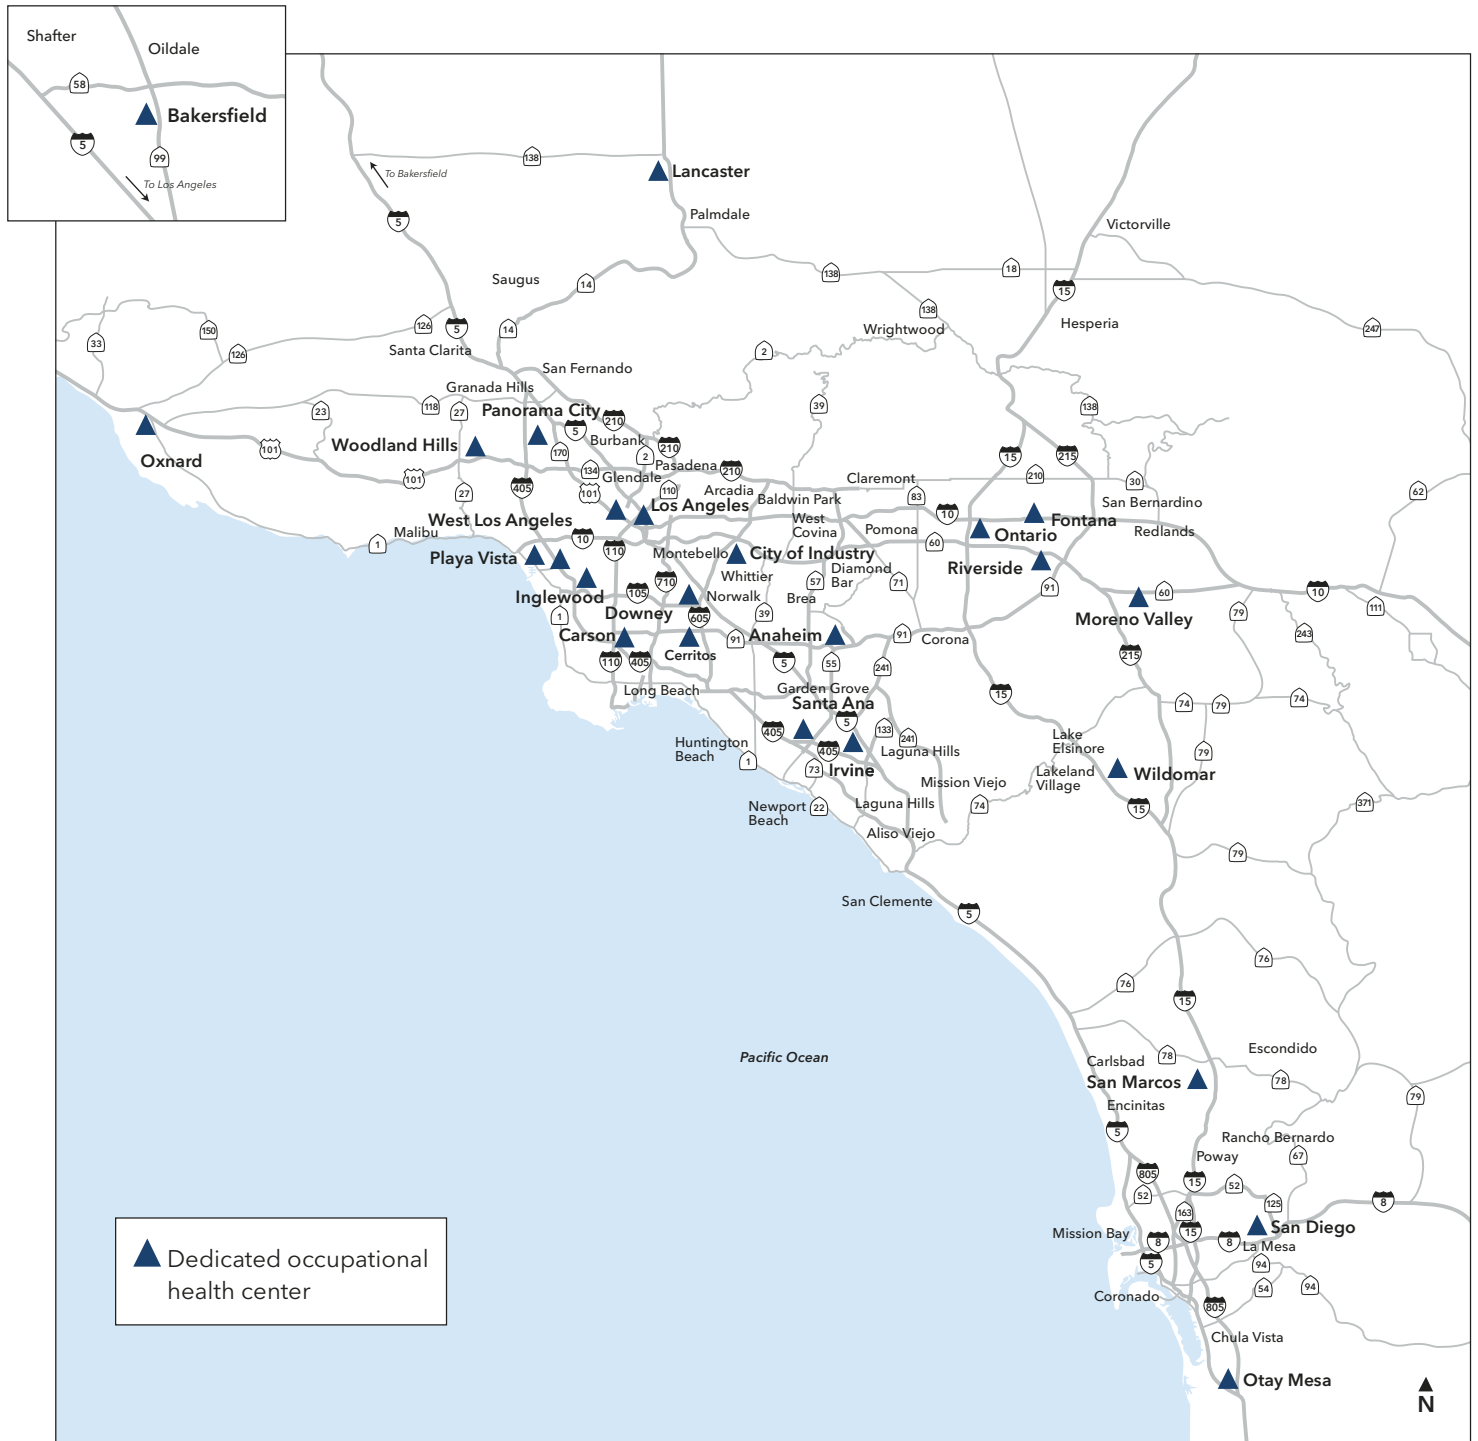 Shafter
Oildale
58
Bakersfield
5
99
To Los Angeles
138
To Bakersfield
Lancaster
Palmdale
5
Victorville
Saugus
14
138
18
15
138
Hesperia
Wrightwood
247
33
150
126
126
5
14
Santa Clarita
2
San Fernando
Granada Hills
118
27
23
Panorama City
210
5
39
138
Woodland Hills
Burbank
210
101
170
2
Pasadena
134
Glendale
210
15
215
210
101
405
101
110
Arcadia
Claremont
30
27
Baldwin Park
83
San Bernardino
62
Los Angeles
West Los Angeles
West
Covina
10
Fontana
Pomona
Ontario
Redlands
Malibu
1
10
110
60
Playa Vista
Montebello
City of Industry
Riverside
Whittier
Diamond
Bar
57
71
91
60
10
710
105
Inglewood
Norwalk
Brea
Moreno Valley
111
1
Downey
605
39
79
243
Carson
91
Anaheim
91
Corona
Cerritos
215
110
405
5
55
241
Long Beach
Garden Grove
15
74
79
74
Santa Ana
5
405
133
241
Lake
Elsinore
79
Huntington
Beach
405
Laguna Hills
1
73
Irvine
Lakeland
Village
Wildomar
Mission Viejo
Newport
Beach
22
Laguna Hills
74
15
371
Aliso Viejo
79
San Clemente
5
76
76
15
Pacific Ocean
Carlsbad
78
Escondido
San Marcos
78
Encinitas
79
5
Rancho Bernardo
Poway
67
805
15
52
52
125
8
163
San Diego
Mission Bay
15
8
8
La Mesa
5
94
Coronado
54
94
805
Chula Vista
Otay Mesa
N
Dedicated occupational
health center